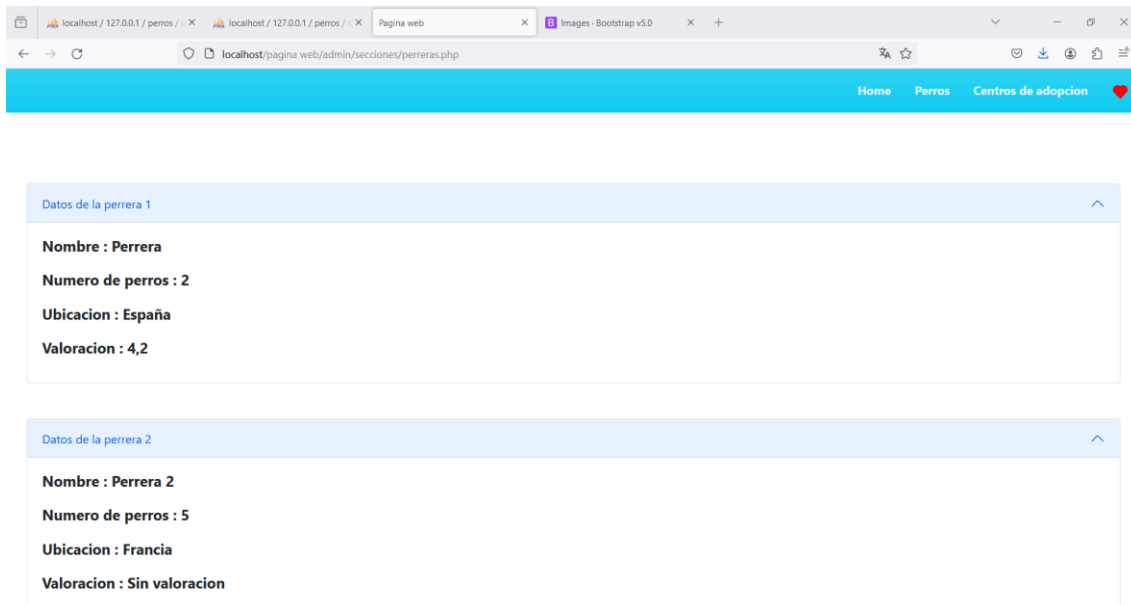 localhost / 127.0.0.1 / perros /
localhost / 127.0.0.1 / perros /
Pagina web
Images · Bootstrap v5.0
localhost/pagina web/admin/secciones/perreras.php
Home Perros Centros de adopcion
Datos de la perrera 1
Nombre : Perrera
Numero de perros : 2
Ubicacion : España
Valoracion : 4,2
Datos de la perrera 2
Nombre : Perrera 2
Numero de perros : 5
Ubicacion : Francia
Valoracion : Sin valoracion